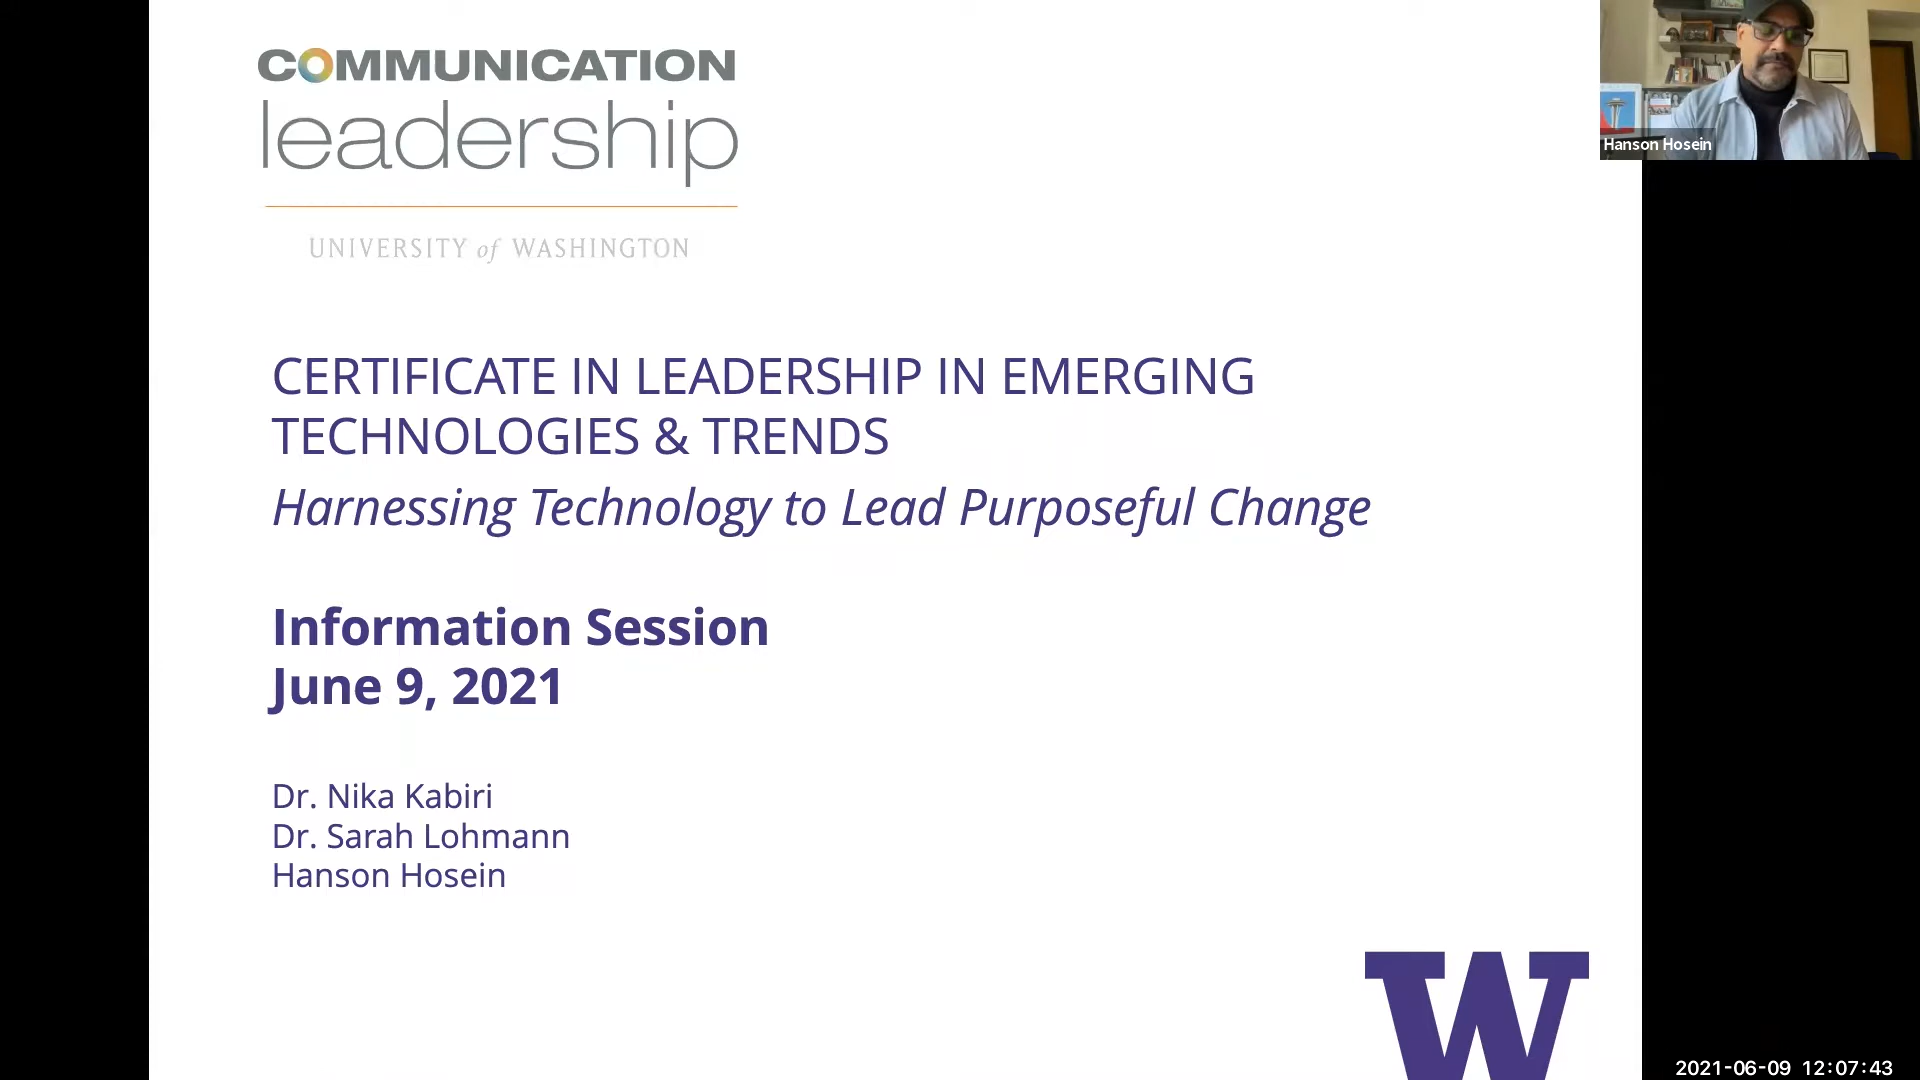 COMMUNICATION
leadership
UNIVERSITY of WASHINGTON
CERTIFICATE IN LEADERSHIP IN EMERGING
TECHNOLOGIES & TRENDS
Harnessing Technology to Lead Purposeful Change
Information Session
June 9, 2021
Dr. Nika Kabiri
Dr. Sarah Lohmann
Hanson Hosein
W
Hanson Hosein
2021-06-09 12:07:43